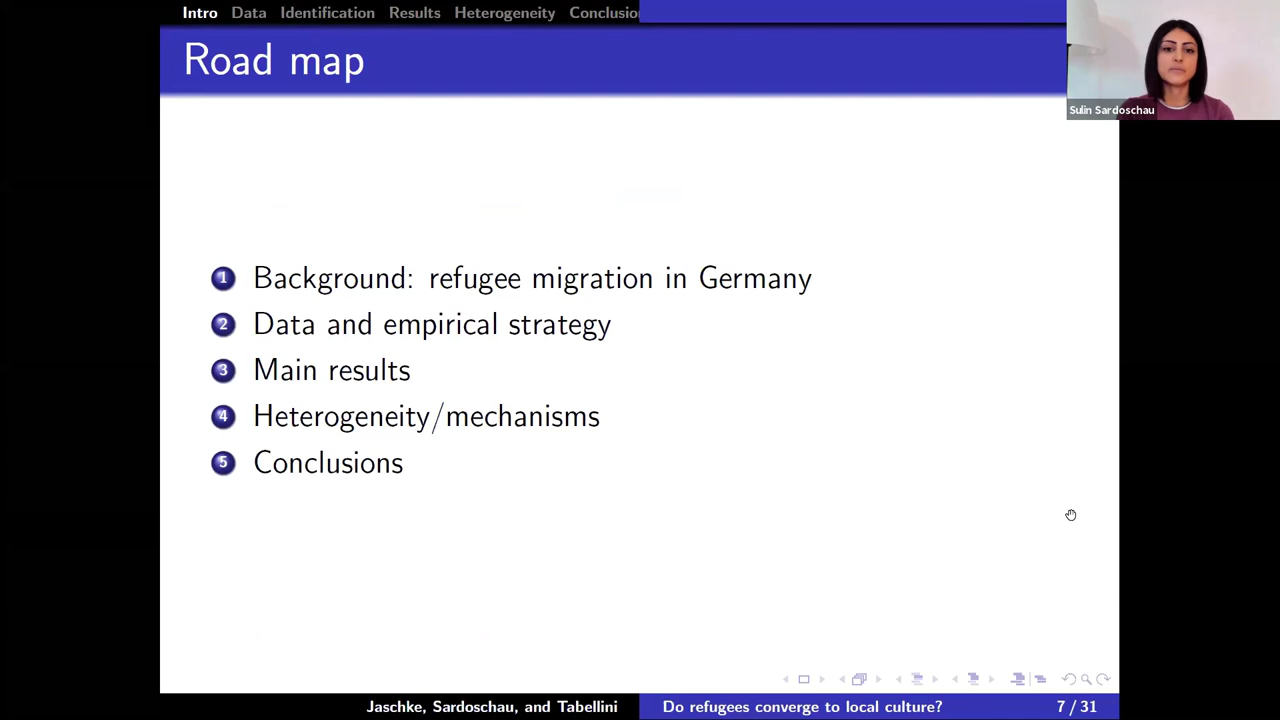 Intro Data Identification Results Heterogeneity Conclusio
Road map
Sulin Sardoschau
1 Background: refugee migration in Germany
2 Data and empirical strategy
3 Main results
4 Heterogeneity/mechanisms
5 Conclusions
Jaschke, Sardoschau, and Tabellini Do refugees converge to local culture? 7 / 31